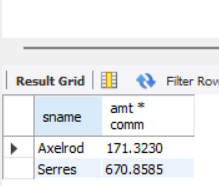 Result Grid Filter Row
sname amt * comm
Axelrod 171.3230
Serres 670.8585